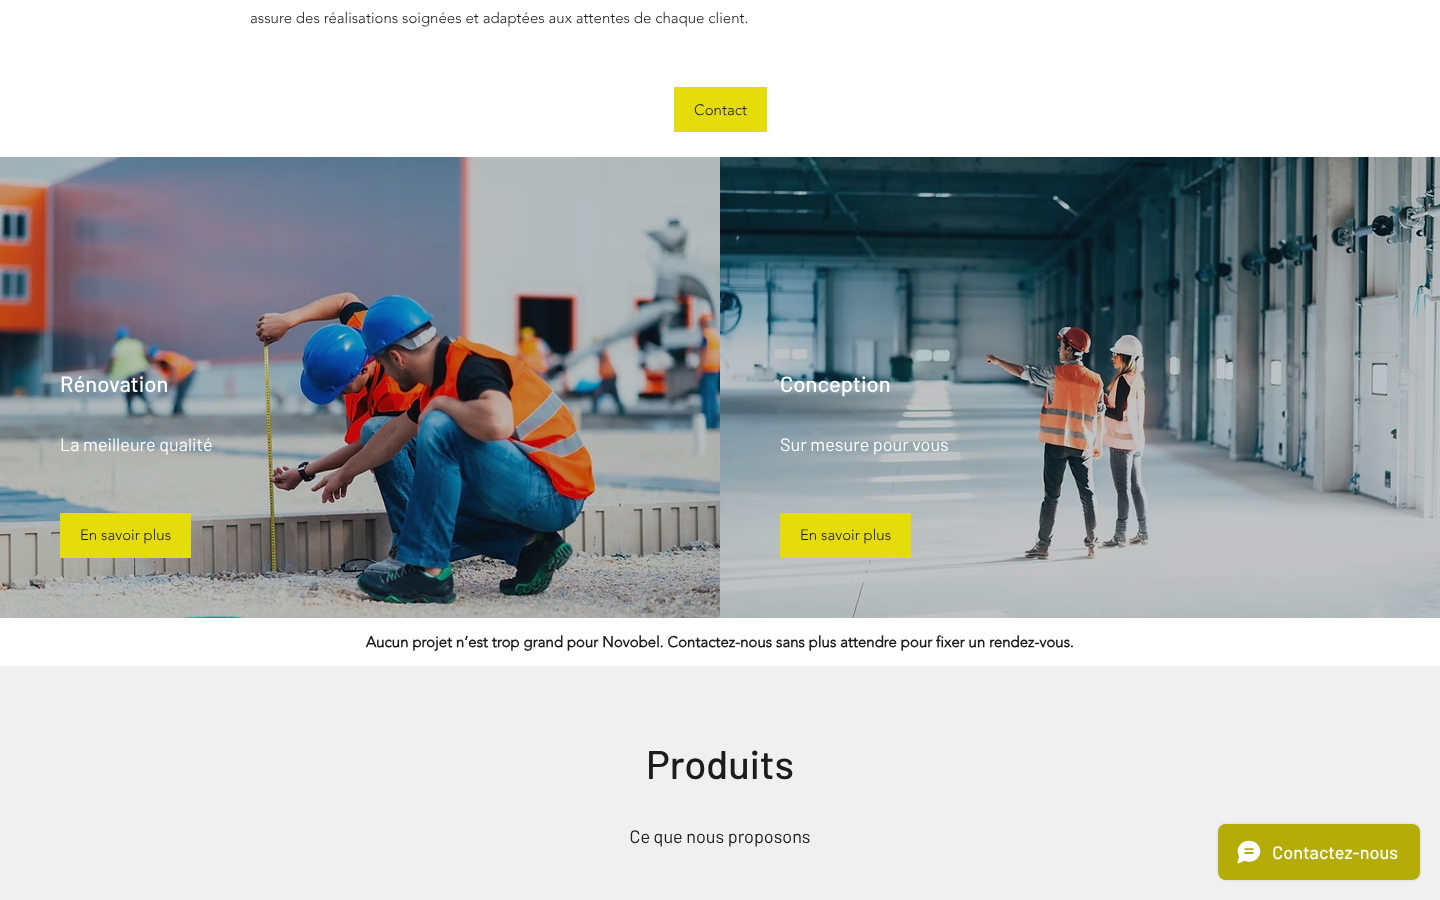 assure des réalisations soignées et adaptées aux attentes de chaque client.
Contact
Rénovation
La meilleure qualité
En savoir plus
Conception
Sur mesure pour vous
En savoir plus
Aucun projet n’est trop grand pour Novobel. Contactez-nous sans plus attendre pour fixer un rendez-vous.
Produits
Ce que nous proposons
Contactez-nous